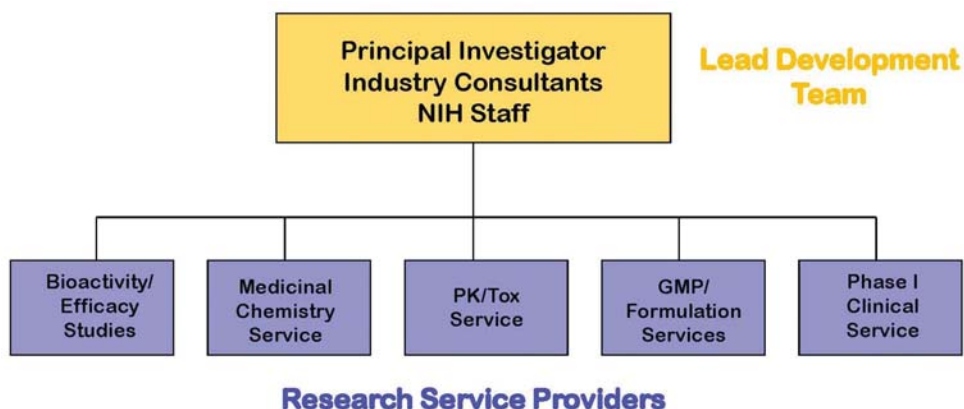 Principal Investigator
Industry Consultants
NIH Staff
Lead Development
Team
Bioactivity/
Efficacy
Studies
Medicinal
Chemistry
Service
PK/Tox
Service
GMP/
Formulation
Services
Phase I
Clinical
Service
Research Service Providers